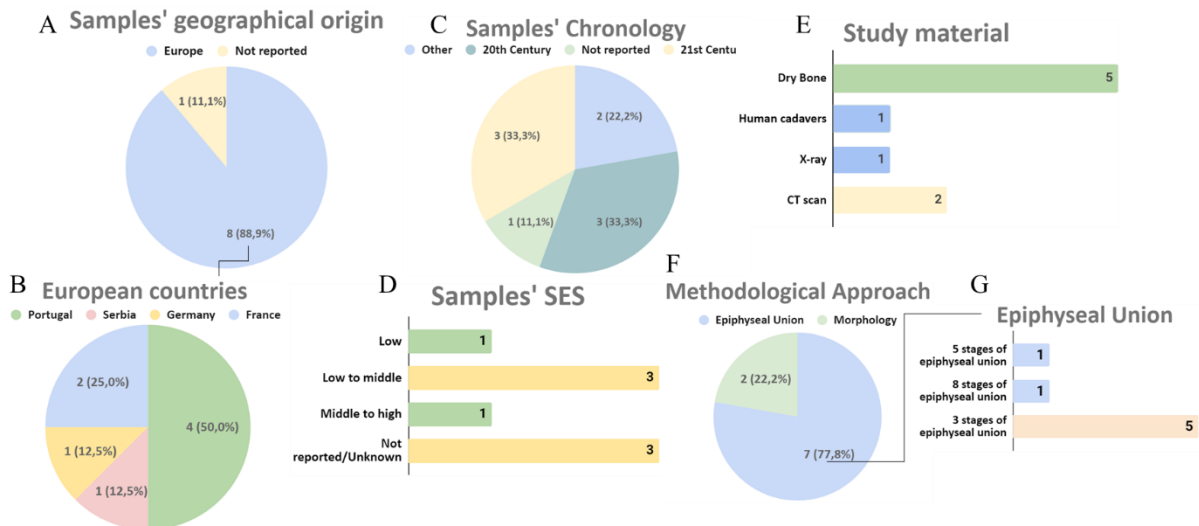 A
Samples' geographical origin
Europe Not reported
1 (11,1%)
8 (88,9%)
B
European countries
Portugal Serbia Germany France
2 (25,0%)
4 (50,0%)
1 (12,5%)
1 (12,5%)
C
Samples' Chronology
Other 20th Century Not reported 21st Centu
2 (22,2%)
3 (33,3%)
1 (11,1%)
3 (33,3%)
D
Samples' SES
Low 1
Low to middle 3
Middle to high 1
Not
reported/Unknown 3
E
Study material
Dry Bone 5
Human cadavers 1
X-ray 1
CT scan 2
F
Methodological Approach
Epiphyseal Union Morphology
2 (22,2%)
7 (77,8%)
G
Epiphyseal Union
5 stages of
epiphyseal union 1
8 stages of
epiphyseal union 1
3 stages of
epiphyseal union 5